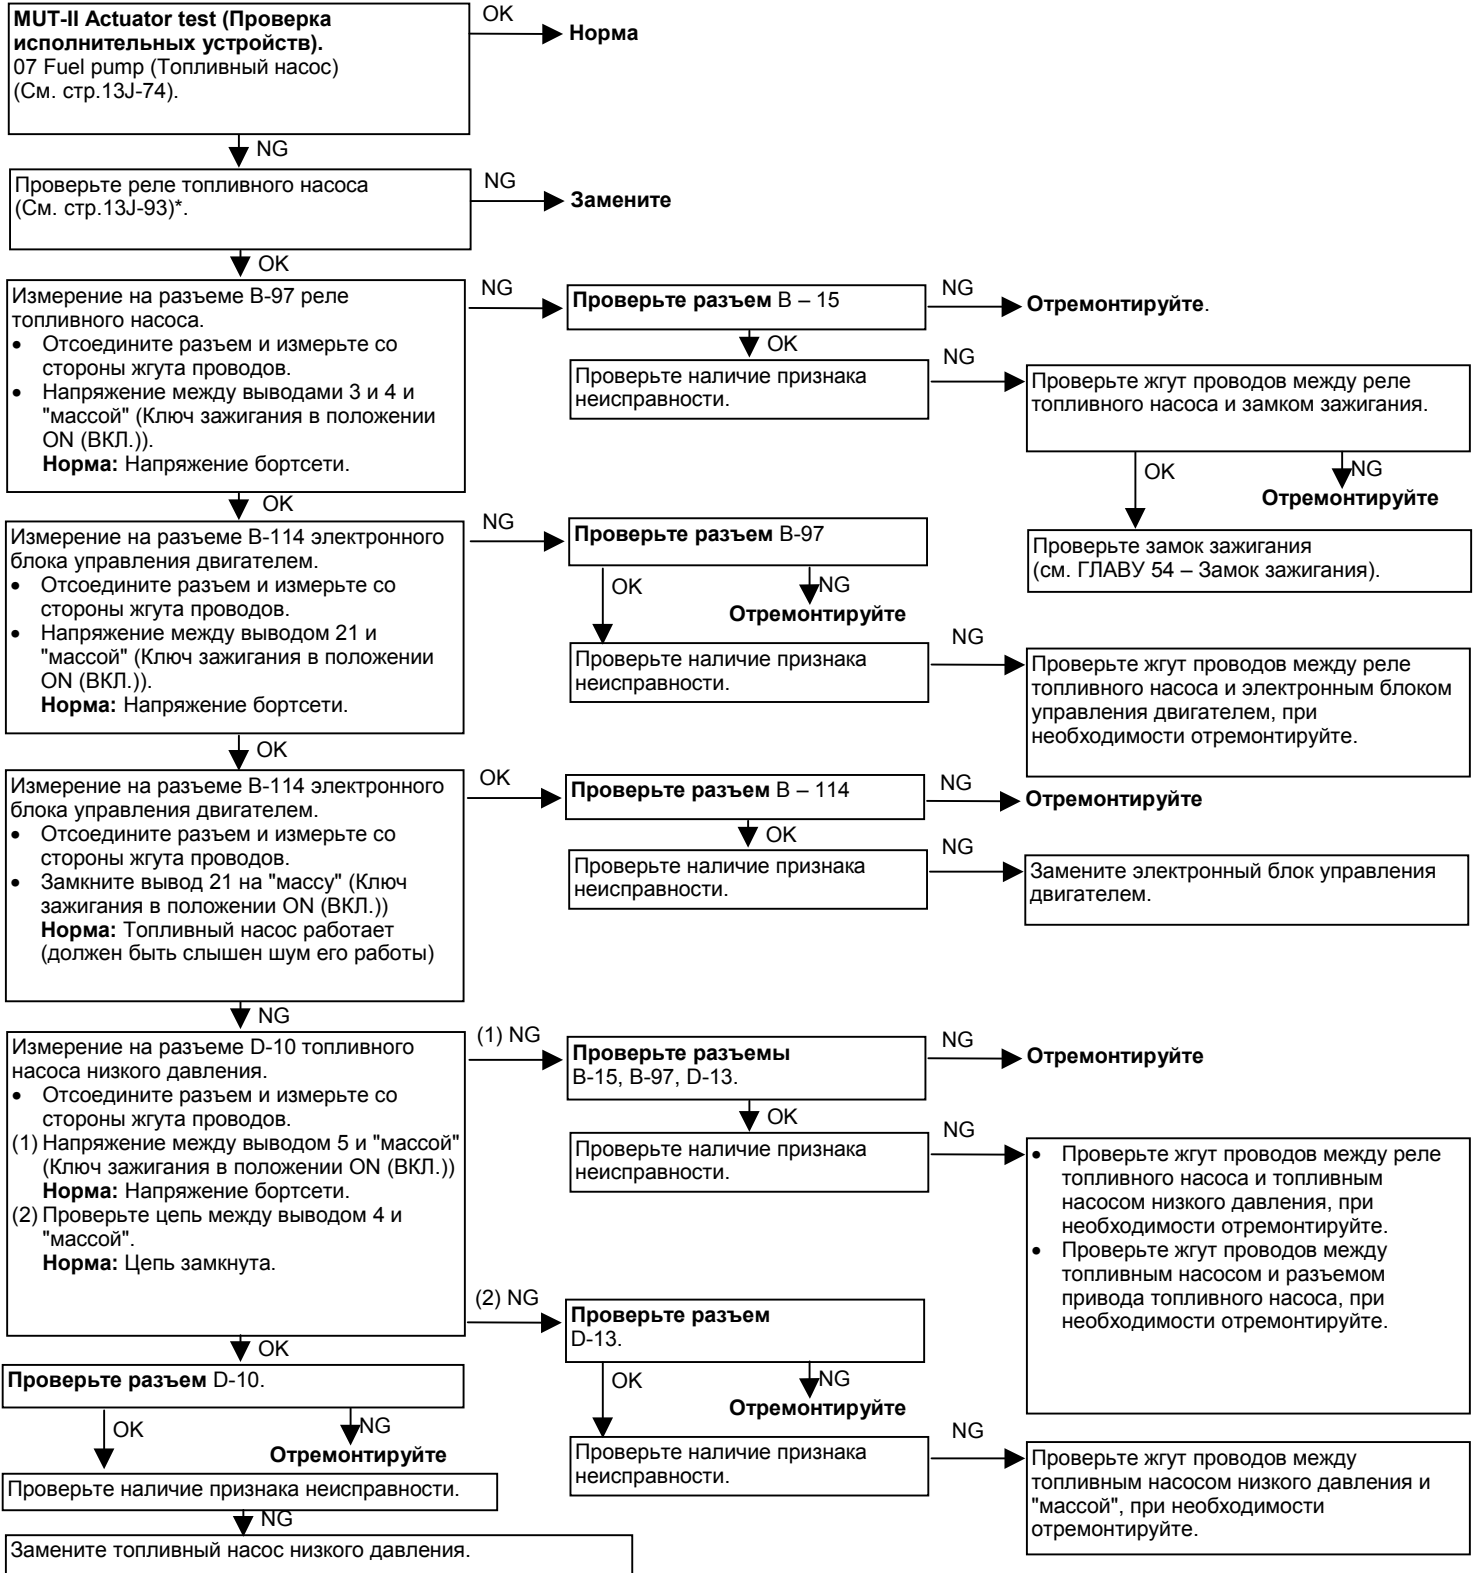 MUT-II Actuator test (Проверка
исполнительных устройств).
07 Fuel pump (Топливный насос)
(См. стр.13J-74).
OK
Норма
NG
Проверьте реле топливного насоса
(См. стр.13J-93)*.
NG
Замените
OK
Измерение на разъеме В-97 реле
топливного насоса.
• Отсоедините разъем и измерьте со
стороны жгута проводов.
• Напряжение между выводами 3 и 4 и
"массой" (Ключ зажигания в положении
ON (ВКЛ.)).
Норма: Напряжение бортсети.
NG
Проверьте разъем В – 15
NG
Отремонтируйте.
OK
Проверьте наличие признака
неисправности.
NG
Проверьте жгут проводов между реле
топливного насоса и замком зажигания.
OK
NG
Отремонтируйте
Проверьте замок зажигания
(см. ГЛАВУ 54 – Замок зажигания).
OK
Измерение на разъеме В-114 электронного
блока управления двигателем.
• Отсоедините разъем и измерьте со
стороны жгута проводов.
• Напряжение между выводом 21 и
"массой" (Ключ зажигания в положении
ON (ВКЛ.)).
Норма: Напряжение бортсети.
NG
Проверьте разъем В-97
OK
NG
Отремонтируйте
Проверьте наличие признака
неисправности.
NG
Проверьте жгут проводов между реле
топливного насоса и электронным блоком
управления двигателем, при
необходимости отремонтируйте.
OK
Измерение на разъеме В-114 электронного
блока управления двигателем.
• Отсоедините разъем и измерьте со
стороны жгута проводов.
• Замкните вывод 21 на "массу" (Ключ
зажигания в положении ON (ВКЛ.))
Норма: Топливный насос работает
(должен быть слышен шум его работы)
OK
Проверьте разъем В – 114
NG
Отремонтируйте
OK
Проверьте наличие признака
неисправности.
NG
Замените электронный блок управления
двигателем.
NG
Измерение на разъеме D-10 топливного
насоса низкого давления.
• Отсоедините разъем и измерьте со
стороны жгута проводов.
(1) Напряжение между выводом 5 и "массой"
(Ключ зажигания в положении ON (ВКЛ.))
Норма: Напряжение бортсети.
(2) Проверьте цепь между выводом 4 и
"массой".
Норма: Цепь замкнута.
(1) NG
Проверьте разъемы
В-15, В-97, D-13.
NG
Отремонтируйте
OK
Проверьте наличие признака
неисправности.
NG
• Проверьте жгут проводов между реле
топливного насоса и топливным
насосом низкого давления, при
необходимости отремонтируйте.
• Проверьте жгут проводов между
топливным насосом и разъемом
привода топливного насоса, при
необходимости отремонтируйте.
(2) NG
Проверьте разъем
D-13.
OK
NG
Отремонтируйте
Проверьте наличие признака
неисправности.
NG
Проверьте жгут проводов между
топливным насосом низкого давления и
"массой", при необходимости
отремонтируйте.
OK
Проверьте разъем D-10.
OK
NG
Отремонтируйте
Проверьте наличие признака неисправности.
NG
Замените топливный насос низкого давления.